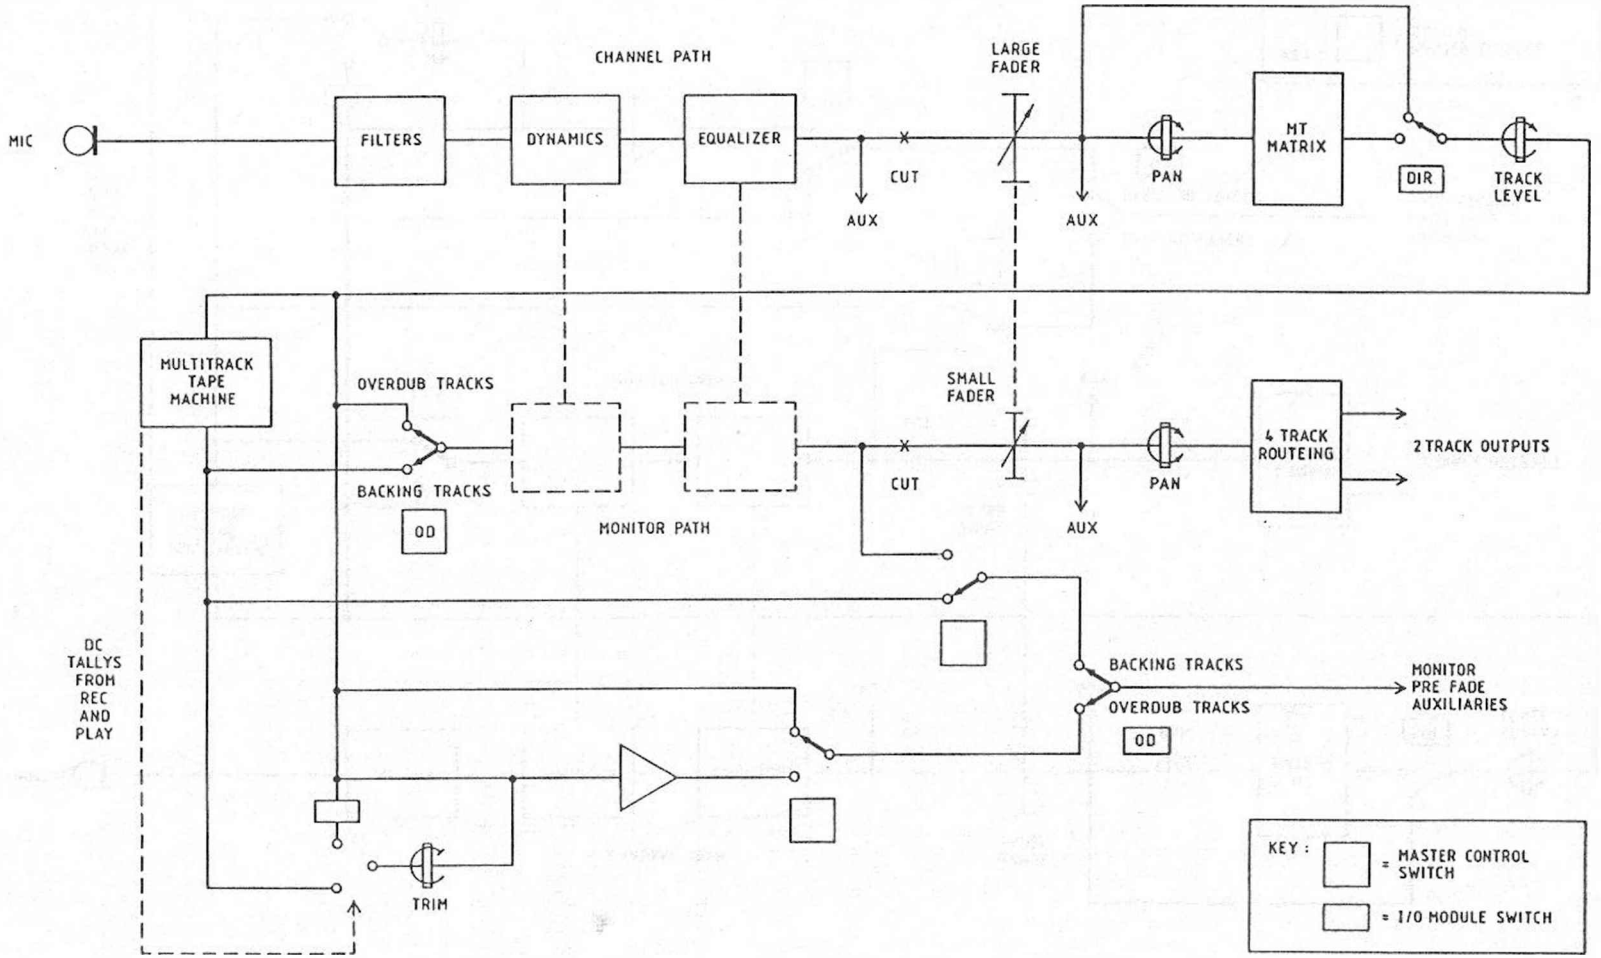 CHANNEL PATH
LARGE
FADER
MIC
FILTERS
DYNAMICS
EQUALIZER
CUT
AUX
AUX
PAN
MT
MATRIX
DIR
TRACK
LEVEL
MULTITRACK
TAPE
MACHINE
OVERDUB TRACKS
BACKING TRACKS
OD
MONITOR PATH
SMALL
FADER
CUT
AUX
PAN
4 TRACK
ROUTEING
2 TRACK OUTPUTS
DC
TALLYS
FROM
REC
AND
PLAY
BACKING TRACKS
OVERDUB TRACKS
OD
MONITOR
PRE FADE
AUXILIARIES
TRIM
KEY :
= MASTER CONTROL
SWITCH
= I/O MODULE SWITCH